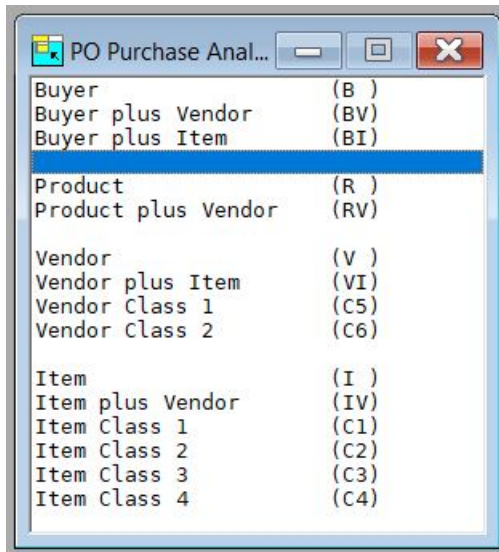 PO Purchase Anal...
Buyer (B )
Buyer plus Vendor (BV)
Buyer plus Item (BI)
Product (R )
Product plus Vendor (RV)
Vendor (V )
Vendor plus Item (VI)
Vendor Class 1 (C5)
Vendor Class 2 (C6)
Item (I )
Item plus Vendor (IV)
Item Class 1 (C1)
Item Class 2 (C2)
Item Class 3 (C3)
Item Class 4 (C4)